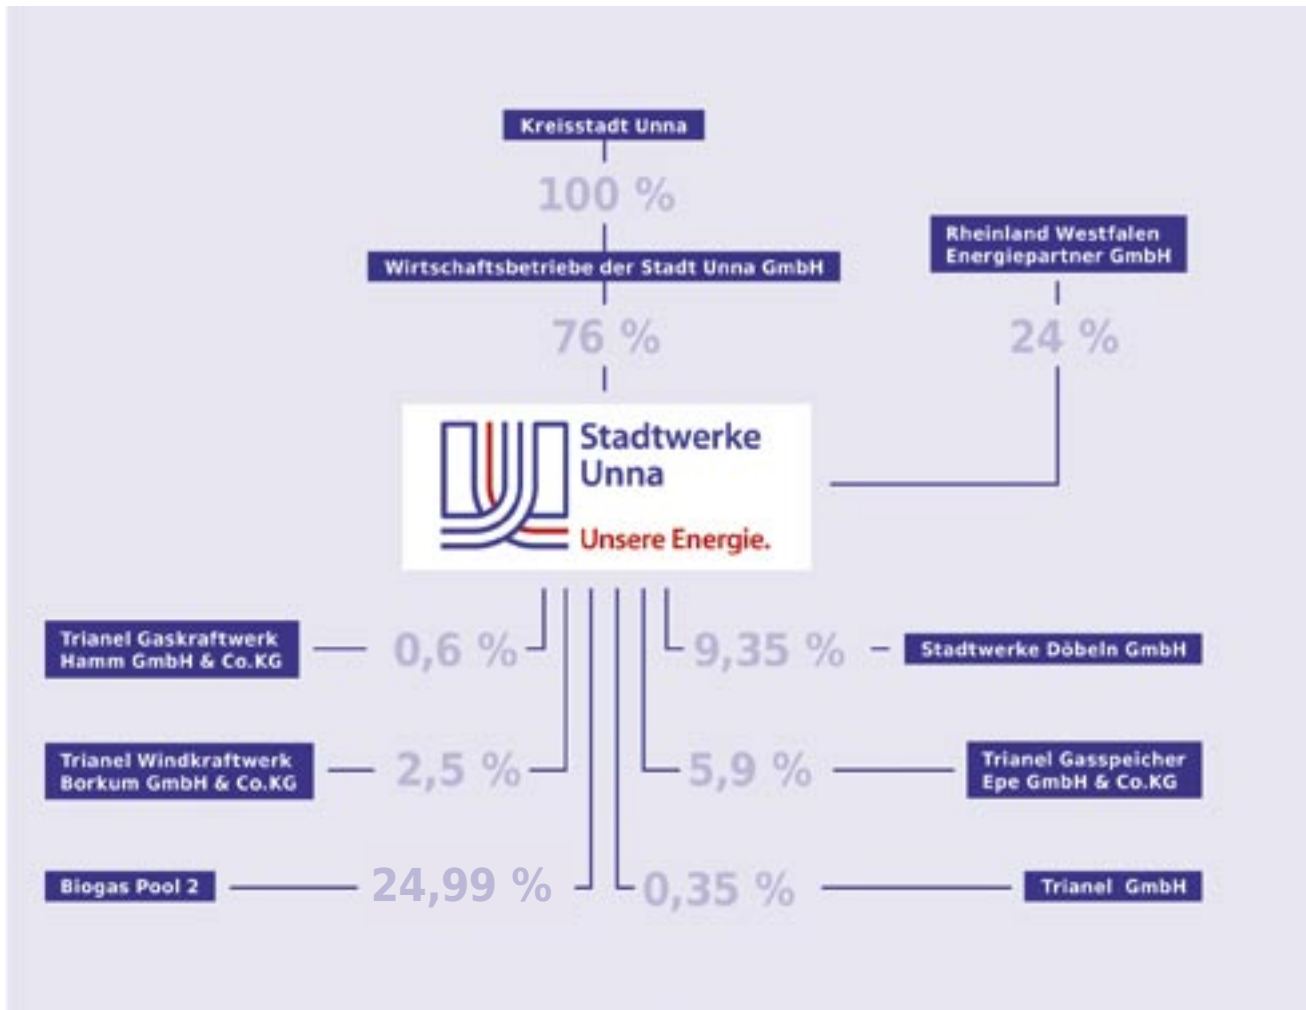 Kreisstadt Unna
100 %
Wirtschaftsbetriebe der Stadt Unna GmbH
76 %
Rheinland Westfalen
Energiepartner GmbH
24 %
Stadtwerke
Unna
Unsere Energie.
Trianel Gaskraftwerk
Hamm GmbH & Co.KG
0,6 %
9,35 %
Stadtwerke Döbeln GmbH
Trianel Windkraftwerk
Borkum GmbH & Co.KG
2,5 %
5,9 %
Trianel Gasspeicher
Epe GmbH & Co.KG
Biogas Pool 2
24,99 %
0,35 %
Trianel GmbH